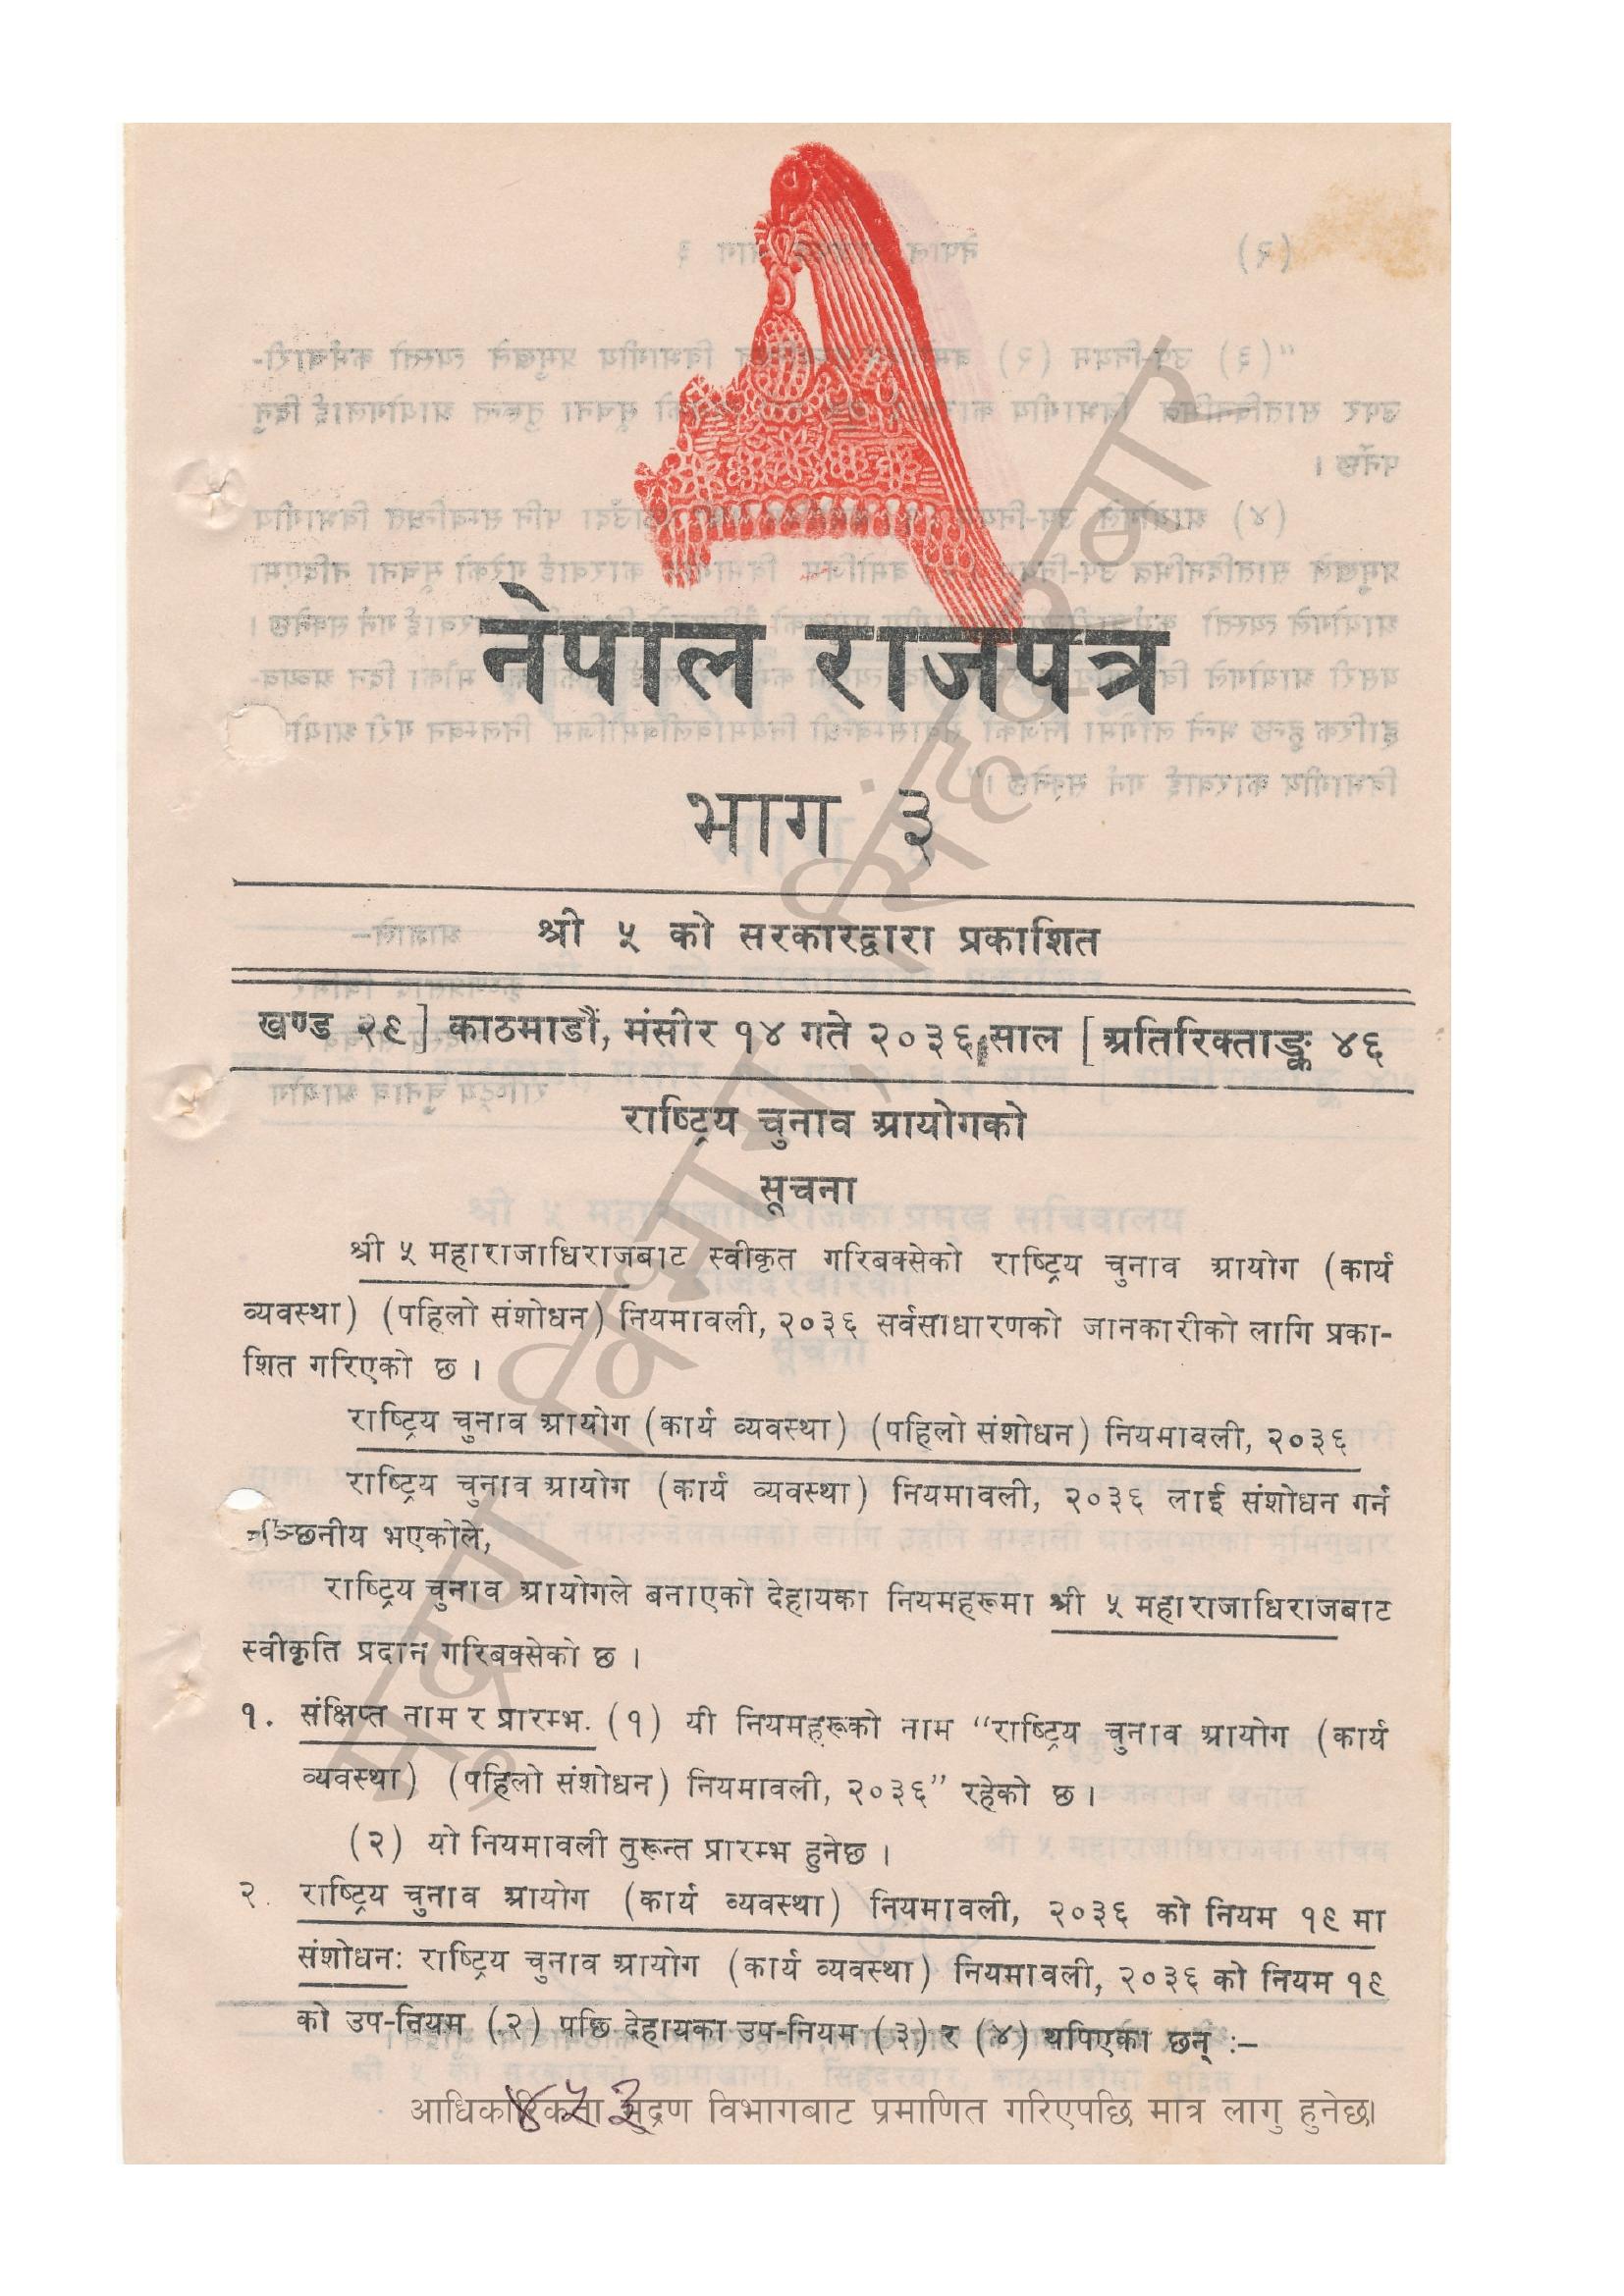 नेपाल राजपत्र
भाग ३
श्री ५ को सरकारद्वारा प्रकाशित
खण्ड २९] काठमाडौं, मंसीर १४ गते २०३६ साल [अतिरिक्ताङ्क ४६
राष्ट्रिय चुनाव आयोगको
सूचना
श्री ५ महाराजाधिराजबाट स्वीकृत गरिबक्सेको राष्ट्रिय चुनाव आयोग (कार्य
व्यवस्था) (पहिलो संशोधन) नियमावली, २०३६ सर्वसाधारणको जानकारीको लागि प्रका-
शित गरिएको छ ।
राष्ट्रिय चुनाव आयोग (कार्य व्यवस्था) (पहिलो संशोधन) नियमावली, २०३६
राष्ट्रिय चुनाव आयोग (कार्य व्यवस्था) नियमावली, २०३६ लाई संशोधन गर्न
ञ्छनीय भएकोले,
राष्ट्रिय चुनाव आयोगले बनाएको देहायका नियमहरूमा श्री ५ महाराजाधिराजबाट
स्वीकृति प्रदान गरिबक्सेको छ ।
१. संक्षिप्त नाम र प्रारम्भ. (१) यी नियमहरूको नाम “राष्ट्रिय चुनाव आयोग (कार्य
व्यवस्था) (पहिलो संशोधन) नियमावली, २०३६” रहेको छ ।
(२) यो नियमावली तुरून्त प्रारम्भ हुनेछ ।
२. राष्ट्रिय चुनाव आयोग (कार्य व्यवस्था) नियमावली, २०३६ को नियम १९ मा
संशोधन: राष्ट्रिय चुनाव आयोग (कार्य व्यवस्था) नियमावली, २०३६ को नियम १९
को उप-नियम (२) पछि देहायका उप-नियम (३) र (४) थपिएका छन् :–
४५३
आधिकारिकता मुद्रण विभागबाट प्रमाणित गरिएपछि मात्र लागु हुनेछ।
मुद्रण विभाग, सिंहदरबार